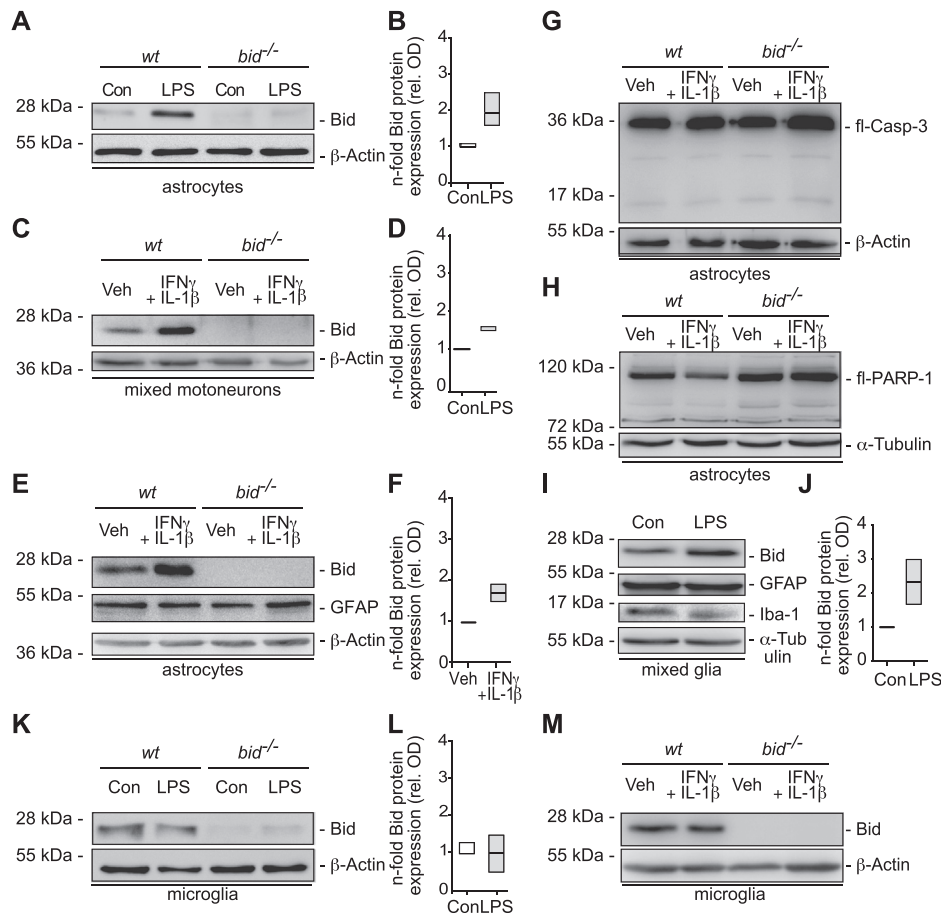 A
wt bid-/-
Con LPS Con LPS
28 kDa -
- Bid
55 kDa -
- β-Actin
astrocytes
B
n-fold Bid protein
expression (rel. OD)
4
3
2
1
0
Con LPS
C
wt bid-/-
Veh IFNγ + IL-1β Veh IFNγ + IL-1β
28 kDa -
- Bid
- β-Actin
36 kDa -
mixed motoneurons
D
n-fold Bid protein
expression (rel. OD)
4
3
2
1
0
Con LPS
E
wt bid-/-
Veh IFNγ + IL-1β Veh IFNγ + IL-1β
28 kDa -
- Bid
55 kDa -
- GFAP
- β-Actin
36 kDa -
astrocytes
F
n-fold Bid protein
expression (rel. OD)
4
3
2
1
0
Veh IFNγ
+IL-1β
G
wt bid-/-
Veh IFNγ + IL-1β Veh IFNγ + IL-1β
36 kDa -
- fl-Casp-3
17 kDa -
55 kDa -
- β-Actin
astrocytes
H
wt bid-/-
Veh IFNγ + IL-1β Veh IFNγ + IL-1β
120 kDa -
- fl-PARP-1
72 kDa -
55 kDa -
- α-Tubulin
astrocytes
I
Con LPS
28 kDa -
- Bid
55 kDa -
- GFAP
17 kDa -
- Iba-1
55 kDa -
- α-Tub
ulin
mixed glia
J
n-fold Bid protein
expression (rel. OD)
4
3
2
1
0
Con LPS
K
wt bid-/-
Con LPS Con LPS
28 kDa -
- Bid
55 kDa -
- β-Actin
microglia
L
n-fold Bid protein
expression (rel. OD)
4
3
2
1
0
Con LPS
M
wt bid-/-
Veh IFNγ + IL-1β Veh IFNγ + IL-1β
28 kDa -
- Bid
55 kDa -
- β-Actin
microglia